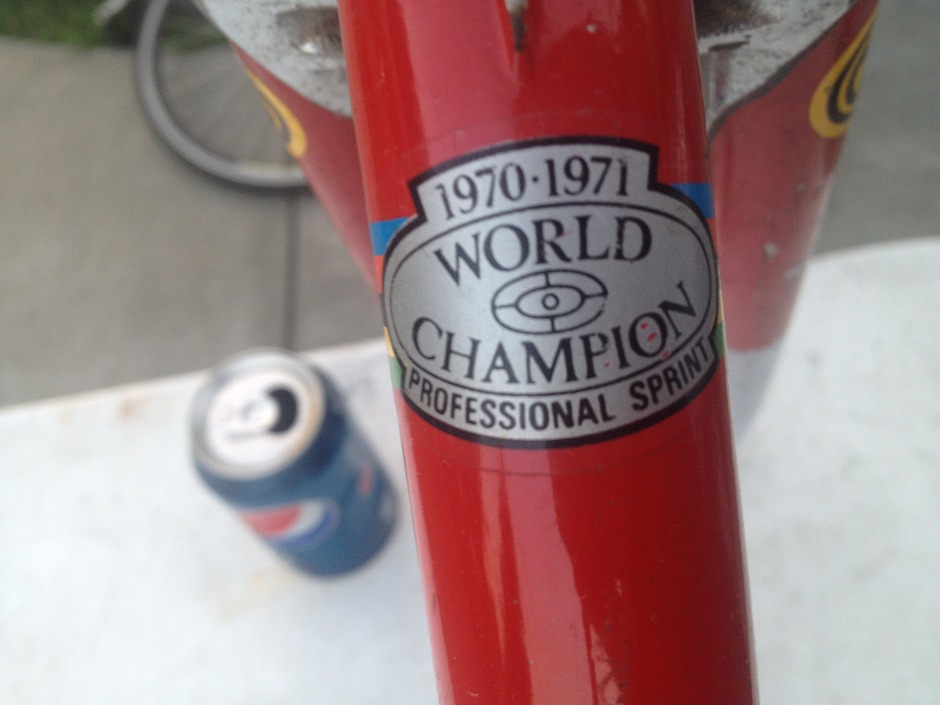 1970·1971
WORLD
CHAMPION
PROFESSIONAL SPRINT